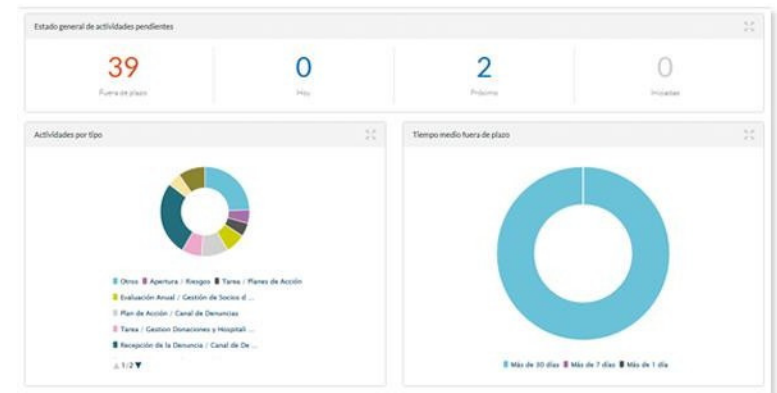 Estado general de actividades pendientes
39 0 2 0
Fuera de plazo Hoy Próximo Iniciadas
Actividades por tipo
Otros Apertura / Riesgos Tarea / Planes de Acción
Evaluación Anual / Gestión de Socios d ...
Plan de Acción / Canal de Denuncias
Tarea / Gestion Donaciones y Hospitali ...
Recepción de la Denuncia / Canal de De ...
1/2
Tiempo medio fuera de plazo
Más de 30 días Más de 7 días Más de 1 día